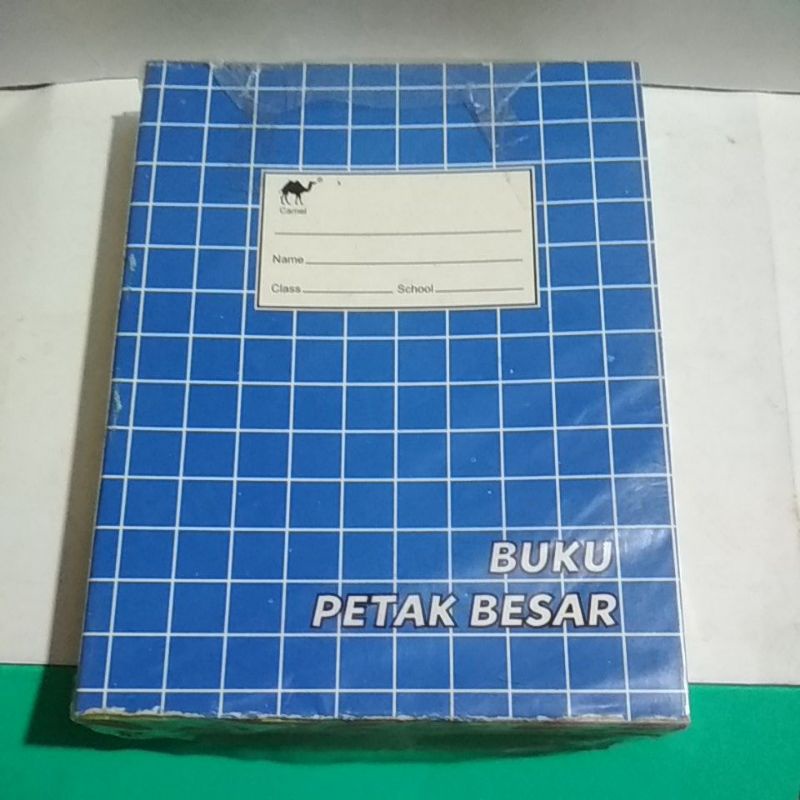 Camel
Name
Class School
BUKU
PETAK BESAR